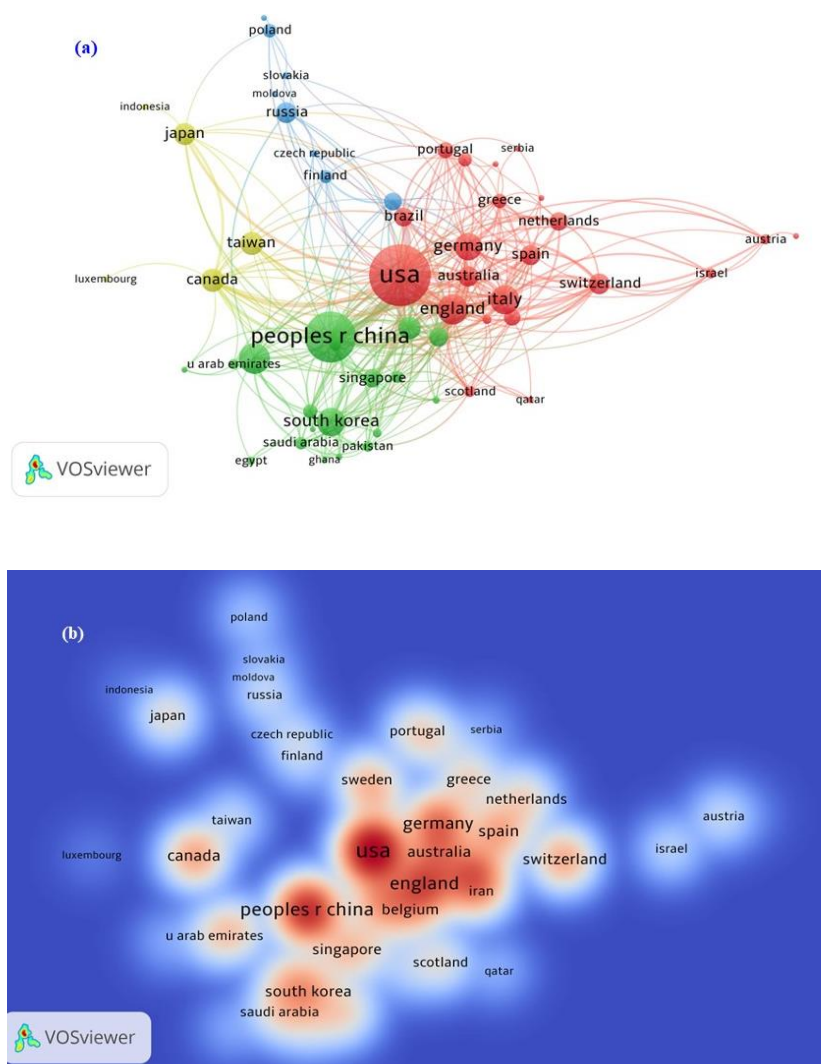 (a)
poland
slovakia
moldova
indonesia
russia
japan
portugal
serbia
czech republic
finland
greece
brazil
netherlands
taiwan
germany
austria
spain
usa
australia
israel
luxembourg
canada
switzerland
italy
england
peoples r china
u arab emirates
singapore
scotland
qatar
south korea
saudi arabia
pakistan
egypt
ghana
VOSviewer
(b)
poland
slovakia
moldova
indonesia
russia
japan
portugal
serbia
czech republic
finland
sweden
greece
netherlands
taiwan
germany
austria
spain
usa
australia
israel
luxembourg
canada
switzerland
england
iran
peoples r china
belgium
u arab emirates
singapore
scotland
qatar
south korea
saudi arabia
VOSviewer